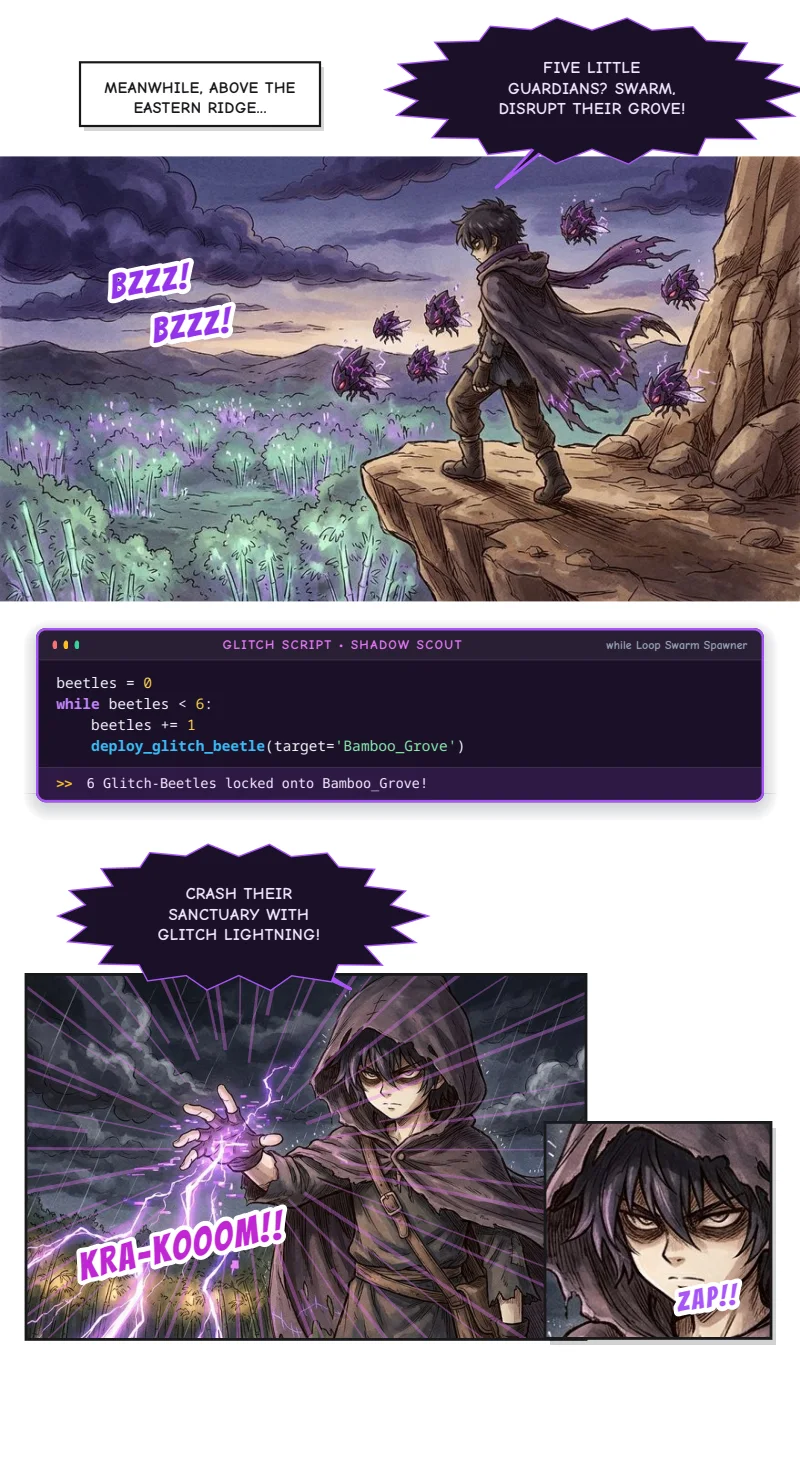 MEANWHILE, ABOVE THE
EASTERN RIDGE...
FIVE LITTLE
GUARDIANS? SWARM,
DISRUPT THEIR GROVE!
BZZZ!
BZZZ!
GLITCH SCRIPT • SHADOW SCOUT
while Loop Swarm Spawner
beetles = 0
while beetles < 6:
    beetles += 1
    deploy_glitch_beetle(target='Bamboo_Grove')
>> 6 Glitch-Beetles locked onto Bamboo_Grove!
CRASH THEIR
SANCTUARY WITH
GLITCH LIGHTNING!
KRA-KOOOM!!
ZAP!!